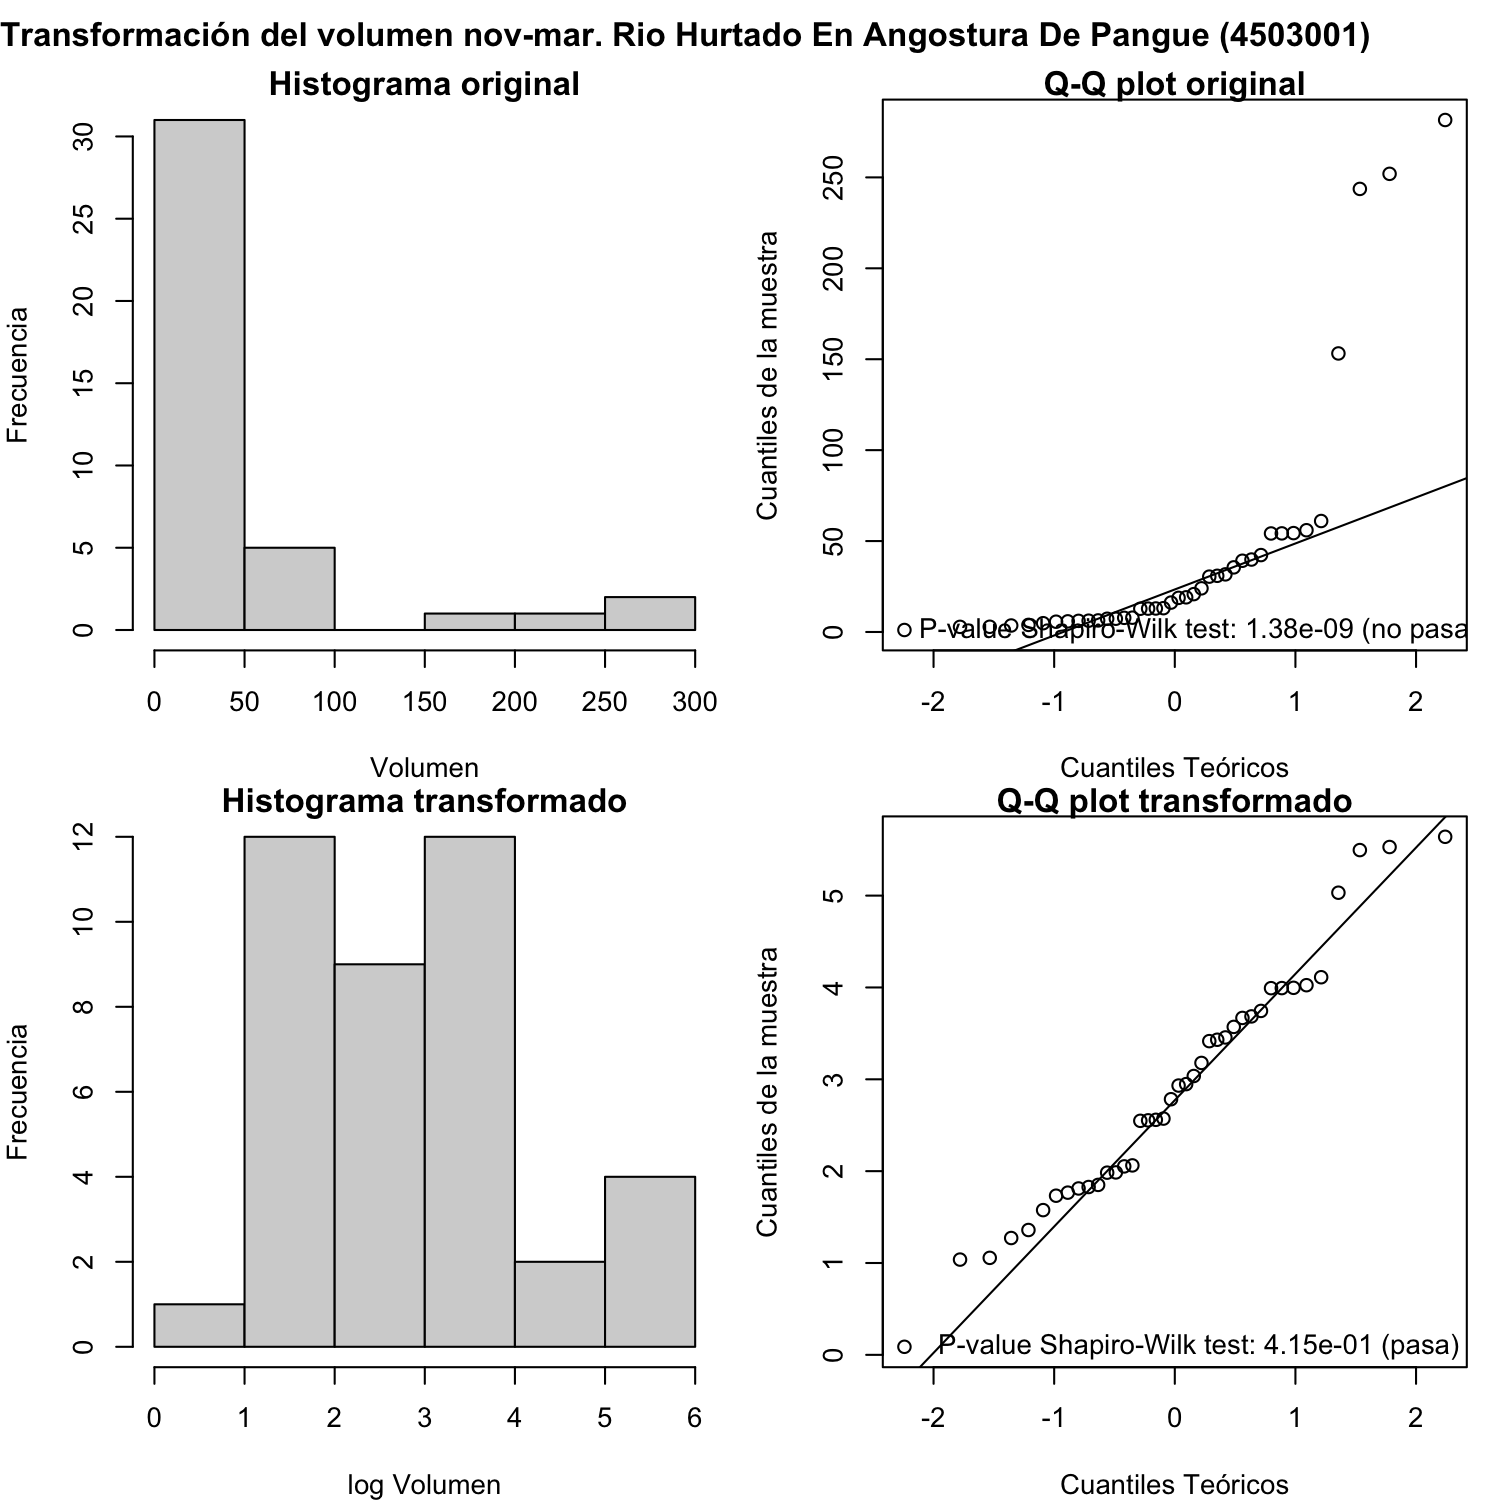 Transformación del volumen nov-mar. Rio Hurtado En Angostura De Pangue (4503001)
Histograma original
Frecuencia
30
25
20
15
10
5
0
0 50 100 150 200 250 300
Volumen
Q-Q plot original
Cuantiles de la muestra
250
200
150
100
50
0
P-value Shapiro-Wilk test: 1.38e-09 (no pasa
-2 -1 0 1 2
Cuantiles Teóricos
Histograma transformado
Frecuencia
12
10
8
6
4
2
0
0 1 2 3 4 5 6
log Volumen
Q-Q plot transformado
Cuantiles de la muestra
5
4
3
2
1
0
P-value Shapiro-Wilk test: 4.15e-01 (pasa)
-2 -1 0 1 2
Cuantiles Teóricos